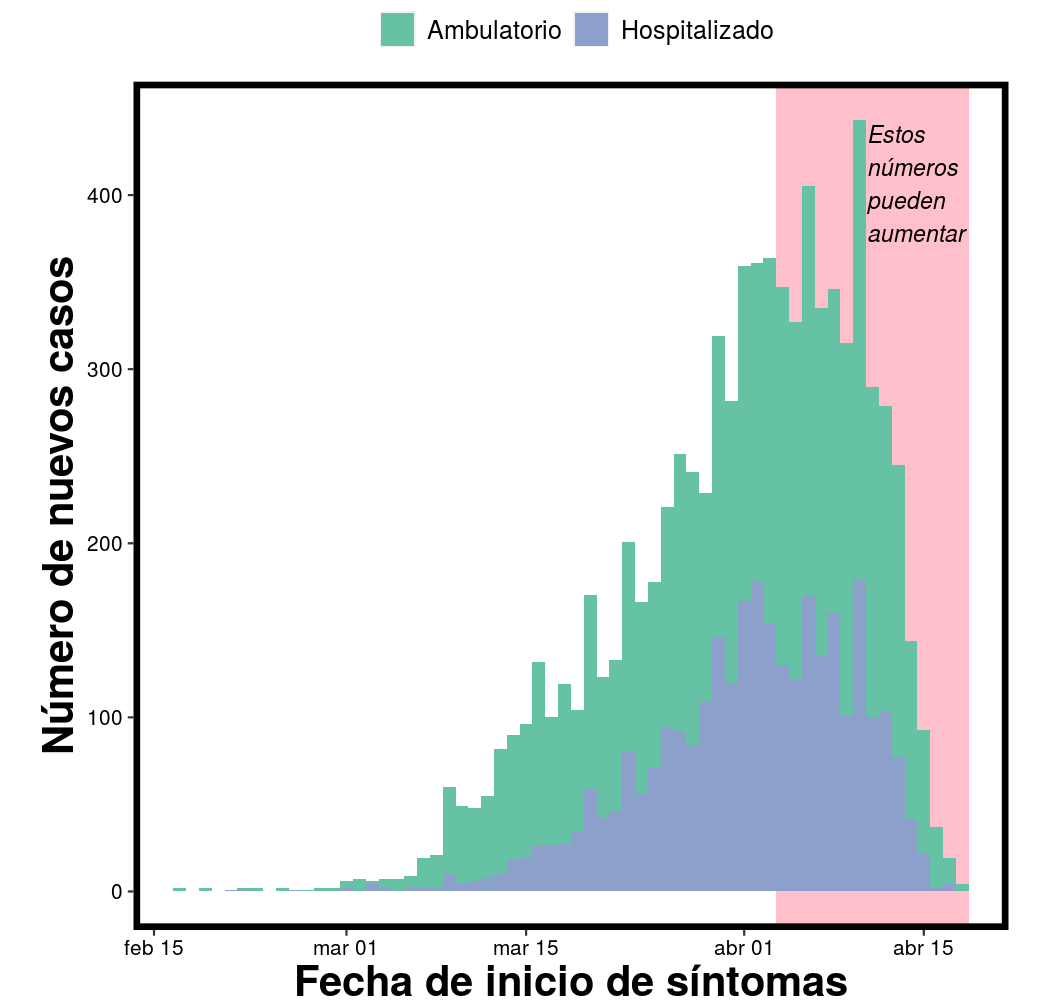 Ambulatorio Hospitalizado
Estos
números
pueden
aumentar
400
300
200
100
0
Número de nuevos casos
feb 15 mar 01 mar 15 abr 01 abr 15
Fecha de inicio de síntomas